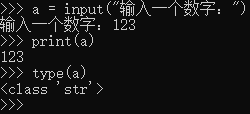 >>> a = input("输入一个数字：")
输入一个数字：123
>>> print(a)
123
>>> type(a)
<class 'str'>
>>>